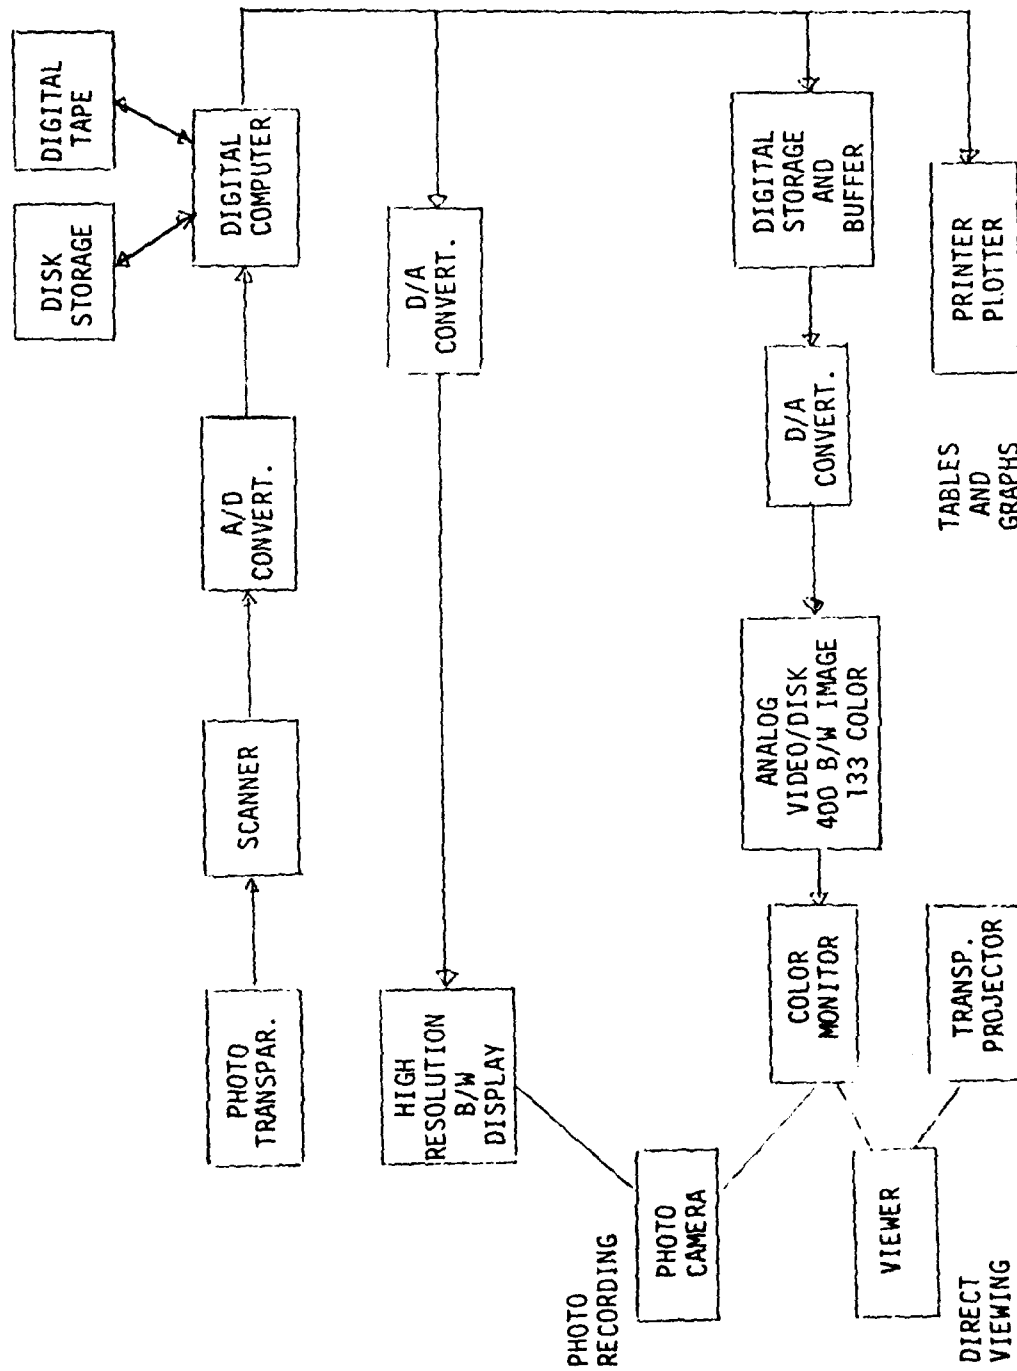 PHOTO
TRANSPAR.
SCANNER
A/D
CONVERT.
DIGITAL
COMPUTER
DISK
STORAGE
DIGITAL
TAPE
HIGH
RESOLUTION
B/W
DISPLAY
D/A
CONVERT.
PHOTO
RECORDING
PHOTO
CAMERA
COLOR
MONITOR
ANALOG
VIDEO/DISK
400 B/W IMAGE
133 COLOR
D/A
CONVERT.
DIGITAL
STORAGE
AND
BUFFER
VIEWER
DIRECT
VIEWING
TRANSP.
PROJECTOR
TABLES
AND
GRAPHS
PRINTER
PLOTTER